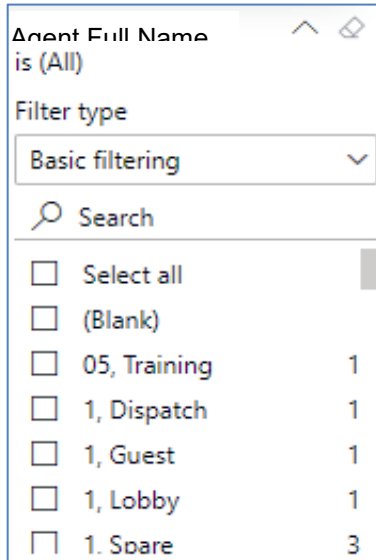 Agent Full Name
is (All)
Filter type
Basic filtering
Search
Select all
(Blank)
05, Training 1
1, Dispatch 1
1, Guest 1
1, Lobby 1
1, Spare 3